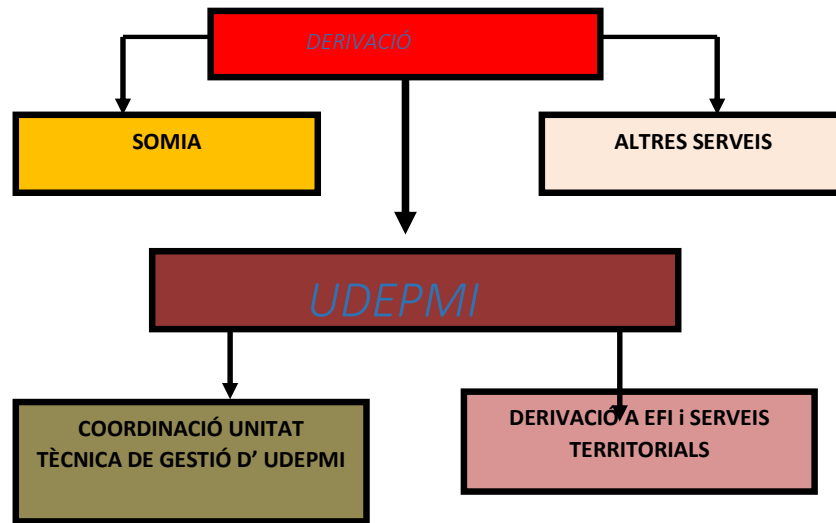 DERIVACIÓ
SOMIA
ALTRES SERVEIS
UDEPMI
COORDINACIÓ UNITAT
TÈCNICA DE GESTIÓ D’ UDEPMI
DERIVACIÓ A EFI i SERVEIS
TERRITORIALS